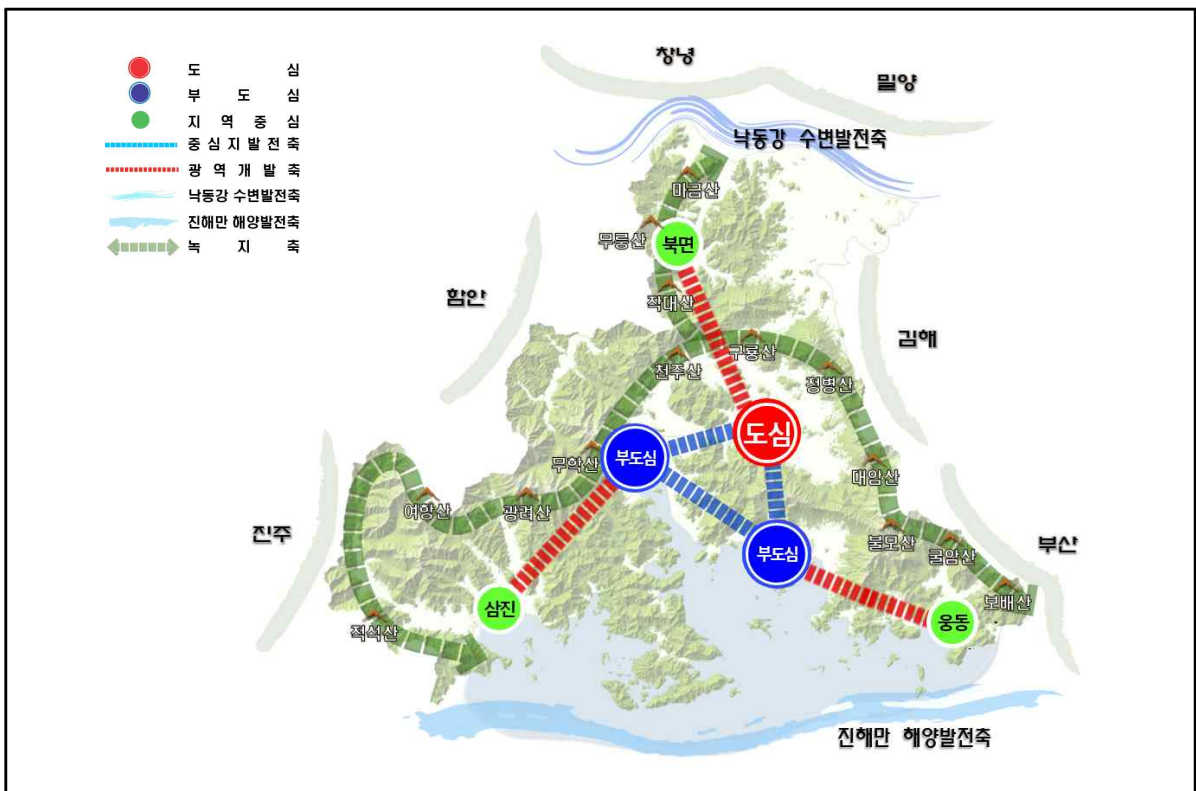 도심
부도심
지역중심
중심지발전축
광역개발축
낙동강 수변발전축
진해만 해양발전축
녹지축
창녕
밀양
낙동강 수변발전축
마금산
무릉산
북면
함안
작대산
김해
구룡산
천주산
정병산
도심
부도심
무학산
대암산
여항산
광려산
진주
부산
불모산
굴암산
부도심
보배산
삼진
웅동
적석산
진해만 해양발전축